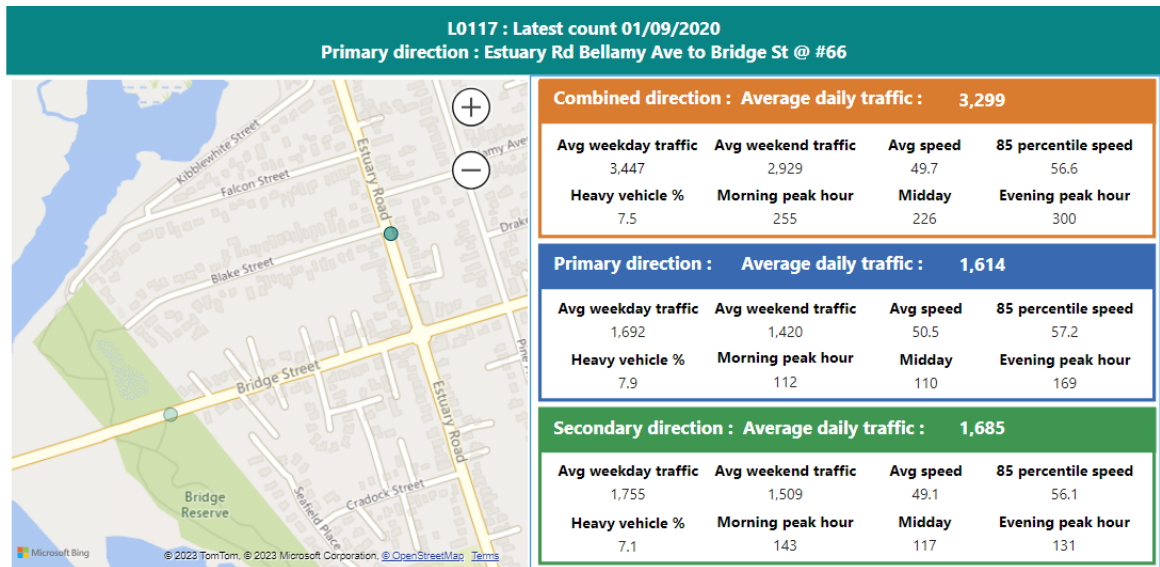 L0117 : Latest count 01/09/2020
Primary direction : Estuary Rd Bellamy Ave to Bridge St @ #66
Kibblewhite Street
Falcon Street
Estuary Road
Blake Street
Bridge Street
Estuary Road
Cradock Street
Seafield Place
Bridge
Reserve
Microsoft Bing
© 2023 TomTom, © 2023 Microsoft Corporation, © OpenStreetMap Terms
Combined direction : Average daily traffic : 3,299
Avg weekday traffic Avg weekend traffic Avg speed 85 percentile speed
3,447 2,929 49.7 56.6
Heavy vehicle % Morning peak hour Midday Evening peak hour
7.5 255 226 300
Primary direction : Average daily traffic : 1,614
Avg weekday traffic Avg weekend traffic Avg speed 85 percentile speed
1,692 1,420 50.5 57.2
Heavy vehicle % Morning peak hour Midday Evening peak hour
7.9 112 110 169
Secondary direction : Average daily traffic : 1,685
Avg weekday traffic Avg weekend traffic Avg speed 85 percentile speed
1,755 1,509 49.1 56.1
Heavy vehicle % Morning peak hour Midday Evening peak hour
7.1 143 117 131